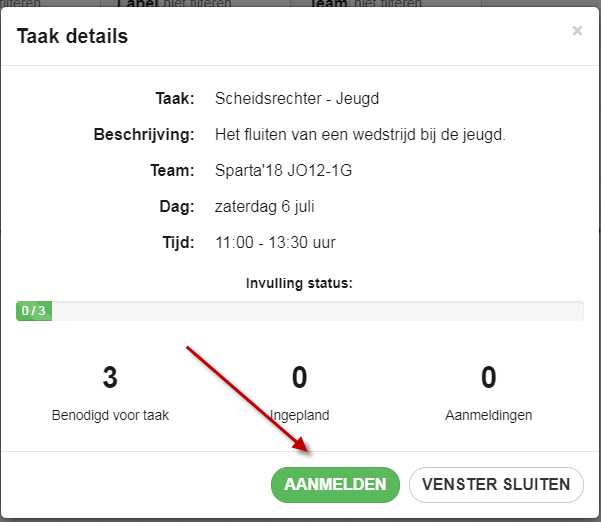 Label niet filteren Team niet filteren
Taak details ×
Taak: Scheidsrechter - Jeugd
Beschrijving: Het fluiten van een wedstrijd bij de jeugd.
Team: Sparta'18 JO12-1G
Dag: zaterdag 6 juli
Tijd: 11:00 - 13:30 uur
Invulling status:
0 / 3
3 0 0
Benodigd voor taak Ingepland Aanmeldingen
AANMELDEN VENSTER SLUITEN